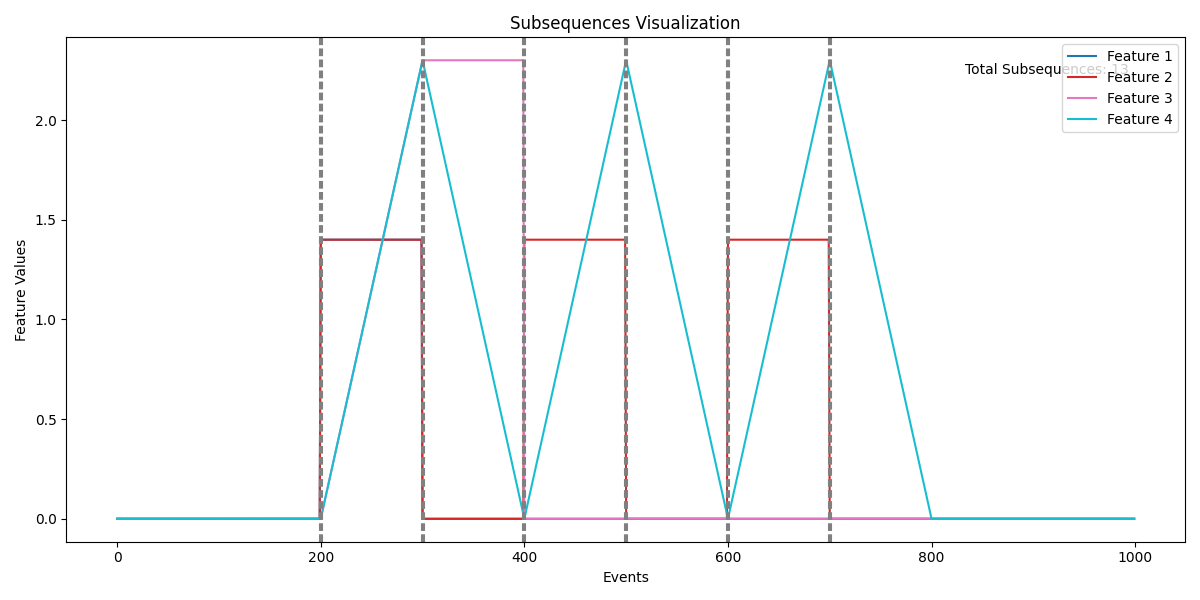 Subsequences Visualization
Total Subsequences: 13
Feature 1
Feature 2
Feature 3
Feature 4
Feature Values
2.0
1.5
1.0
0.5
0.0
0
200
400
600
800
1000
Events